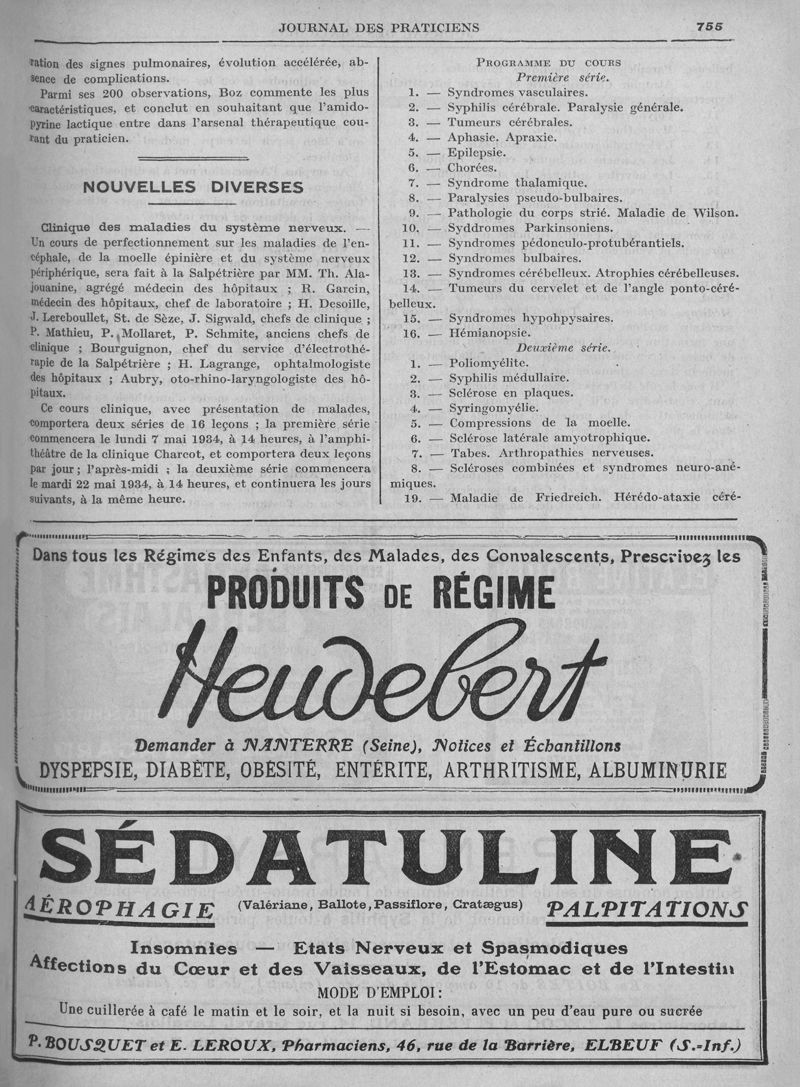 JOURNAL DES PRATICIENS 755
ration des signes pulmonaires, évolution accélérée, ab-
sence de complications.
Parmi ses 200 observations, Boz commente les plus
caractéristiques, et conclut en souhaitant que l'amido-
pyrine lactique entre dans l'arsenal thérapeutique cou-
rant du praticien.
NOUVELLES DIVERSES
Clinique des maladies du système nerveux. —
Un cours de perfectionnement sur les maladies de l'en-
céphale, de la moelle épinière et du système nerveux
périphérique, sera fait à la Salpétrière par MM. Th. Ala-
jouanine, agrégé médecin des hôpitaux ; R. Garcin,
médecin des hôpitaux, chef de laboratoire ; H. Desoille,
J. Lereboullet, St. de Sèze, J. Sigwald, chefs de clinique ;
P. Mathieu, P. Mollaret, P. Schmite, anciens chefs de
clinique ; Bourguignon, chef du service d'électrothé-
rapie de la Salpétrière ; H. Lagrange, ophtalmologiste
des hôpitaux ; Aubry, oto-rhino-laryngologiste des hô-
pitaux.
Ce cours clinique, avec présentation de malades,
comportera deux séries de 16 leçons ; la première série
commencera le lundi 7 mai 1934, à 14 heures, à l'amphi-
théâtre de la clinique Charcot, et comportera deux leçons
par jour ; l'après-midi ; la deuxième série commencera
le mardi 22 mai 1934, à 14 heures, et continuera les jours
suivants, à la même heure.
PROGRAMME DU COURS
Première série.
1. — Syndromes vasculaires.
2. — Syphilis cérébrale. Paralysie générale.
3. — Tumeurs cérébrales.
4. — Aphasie. Apraxie.
5. — Epilepsie.
6. — Chorées.
7. — Syndrome thalamique.
8. — Paralysies pseudo-bulbaires.
9. — Pathologie du corps strié. Maladie de Wilson.
10. — Syddromes Parkinsoniens.
11. — Syndromes pédonculo-protubérantiels.
12. — Syndromes bulbaires.
13. — Syndromes cérébelleux. Atrophies cérébelleuses.
14. — Tumeurs du cervelet et de l'angle ponto-céré-
belleux.
15. — Syndromes hypohpysaires.
16. — Hémianopsie.
Deuxième série.
1. — Poliomyélite.
2. — Syphilis médullaire.
3. — Sclérose en plaques.
4. — Syringomyélie.
5. — Compressions de la moelle.
6. — Sclérose latérale amyotrophique.
7. — Tabes. Arthropathies nerveuses.
8. — Scléroses combinées et syndromes neuro-ané-
miques.
19. — Maladie de Friedreich. Hérédo-ataxie céré-
Dans tous les Régimes des Enfants, des Malades, des Convalescents, Prescrivez les
PRODUITS DE RÉGIME
Heudebert
Demander à NANTERRE (Seine), Notices et Échantillons
DYSPEPSIE, DIABÈTE, OBÉSITÉ, ENTÉRITE, ARTHRITISME, ALBUMINURIE
SÉDATULINE
AÉROPHAGIE (Valériane, Ballote, Passiflore, Cratægus) PALPITATIONS
Insomnies — Etats Nerveux et Spasmodiques
Affections du Cœur et des Vaisseaux, de l'Estomac et de l'Intestin
MODE D'EMPLOI :
Une cuillerée à café le matin et le soir, et la nuit si besoin, avec un peu d'eau pure ou sucrée
P. BOUSQUET et E. LEROUX, Pharmaciens, 46, rue de la Barrière, ELBEUF (S.-Inf.)